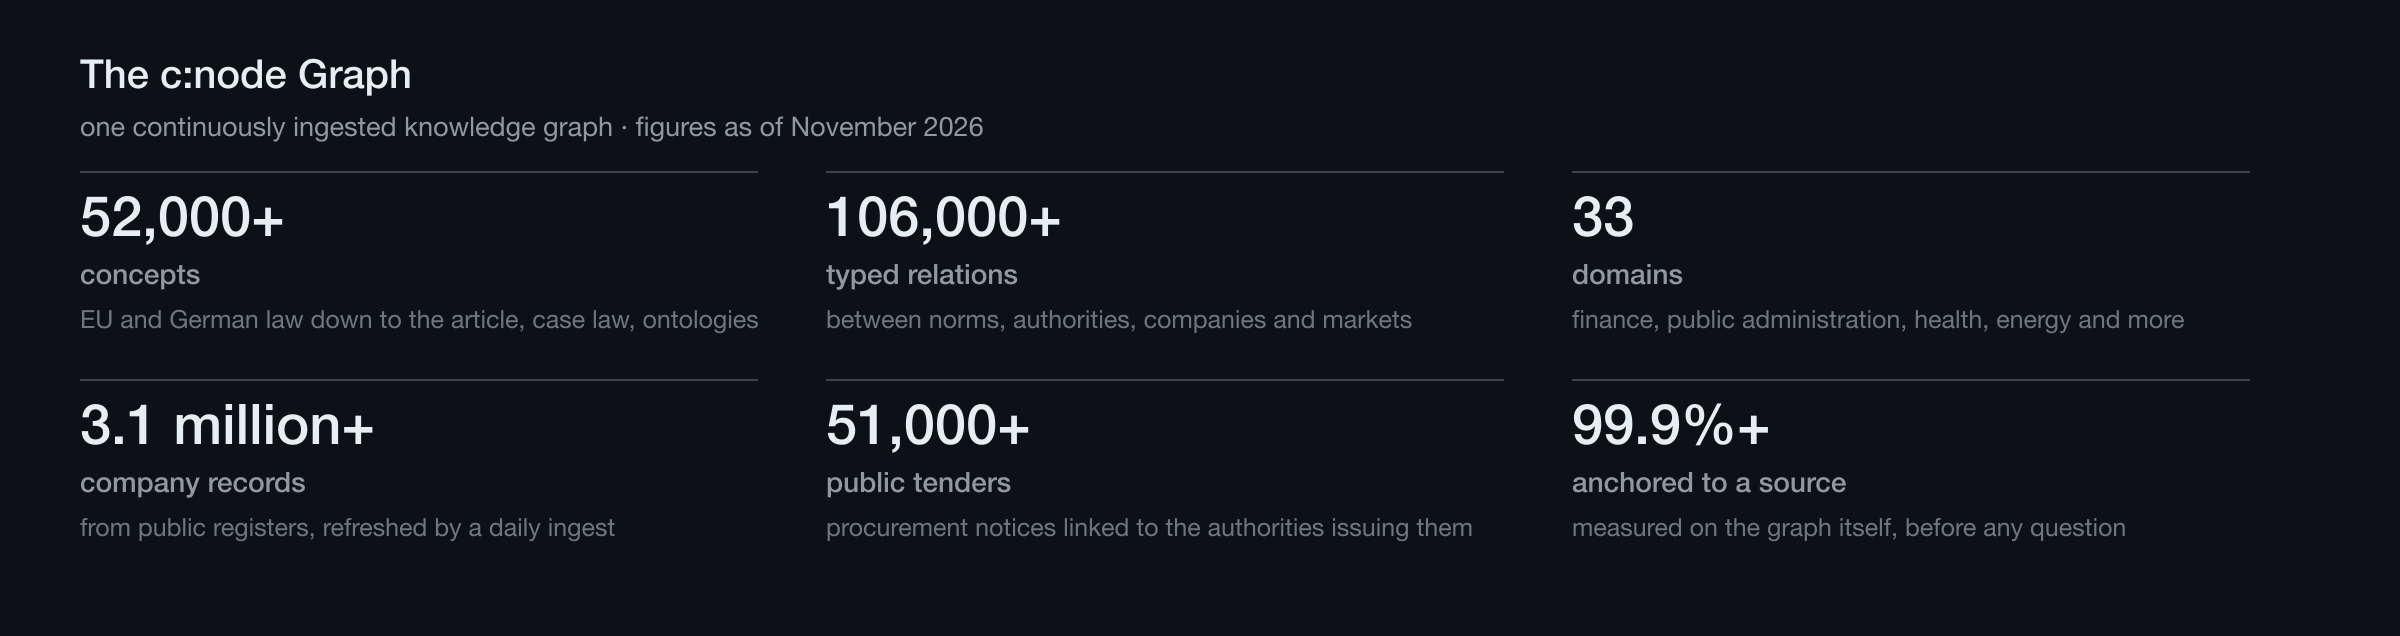 The c:node Graph
one continuously ingested knowledge graph · figures as of November 2026
52,000+
concepts
EU and German law down to the article, case law, ontologies
106,000+
typed relations
between norms, authorities, companies and markets
33
domains
finance, public administration, health, energy and more
3.1 million+
company records
from public registers, refreshed by a daily ingest
51,000+
public tenders
procurement notices linked to the authorities issuing them
99.9%+
anchored to a source
measured on the graph itself, before any question